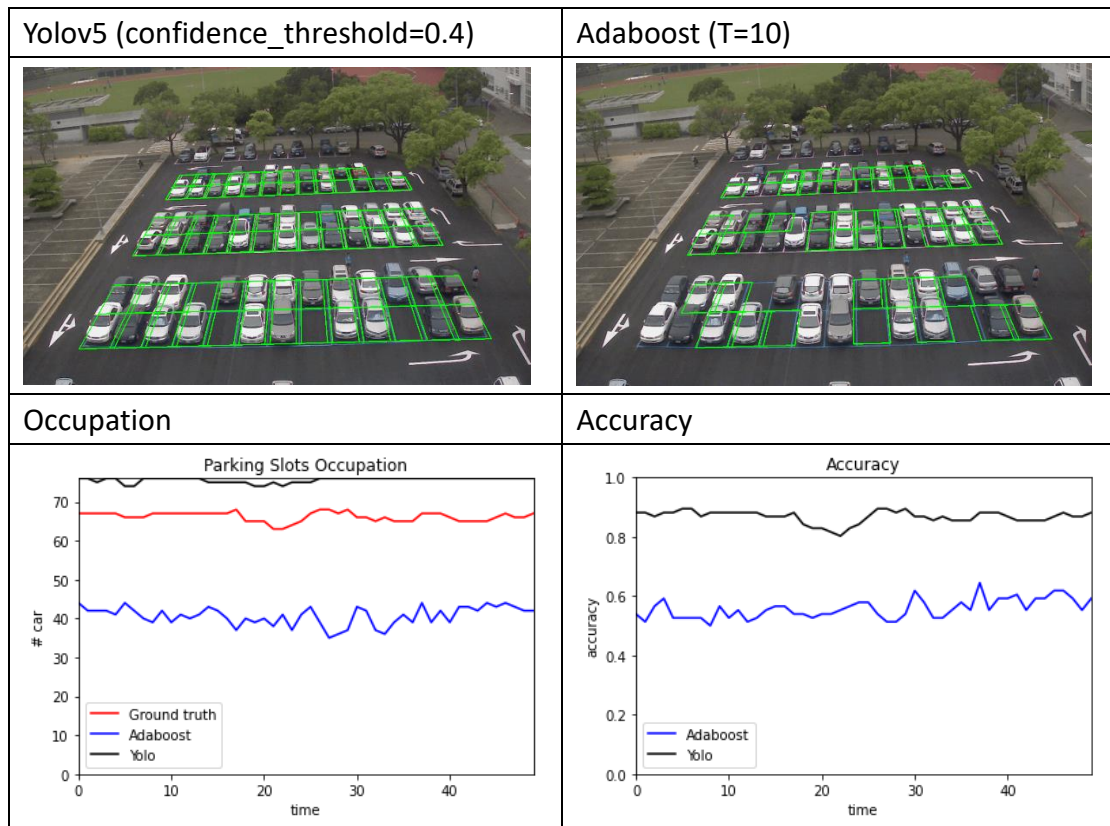 Yolov5 (confidence_threshold=0.4)
Adaboost (T=10)
Occupation
Accuracy
Parking Slots Occupation
70
60
50
40
30
20
10
0
# car
Ground truth
Adaboost
Yolo
0
10
20
30
40
time
Accuracy
1.0
0.8
0.6
0.4
0.2
0.0
accuracy
Adaboost
Yolo
0
10
20
30
40
time